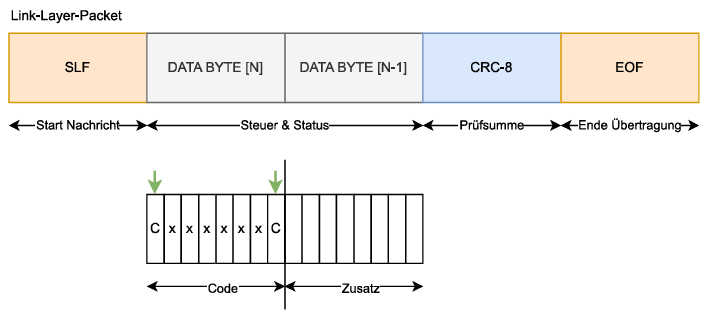 Link-Layer-Packet
SLF DATA BYTE [N] DATA BYTE [N-1] CRC-8 EOF
Start Nachricht Steuer & Status Prüfsumme Ende Übertragung
C x x x x x x C
Code Zusatz